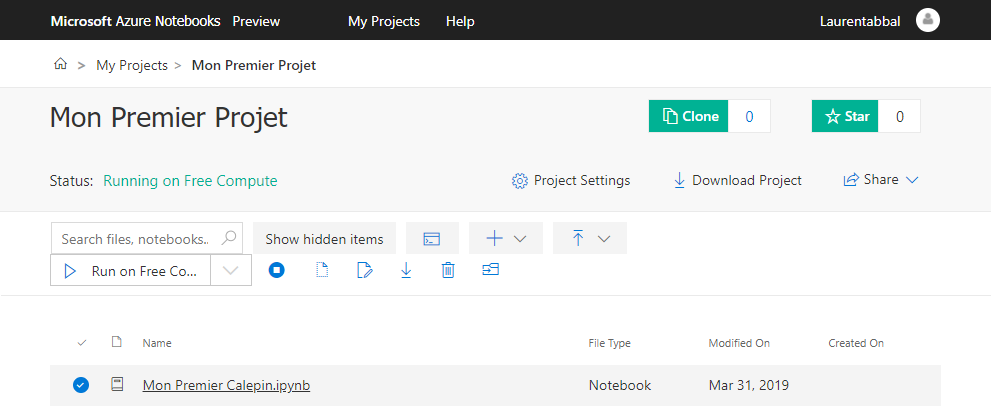 Microsoft Azure Notebooks Preview My Projects Help Laurentabbal
> My Projects > Mon Premier Projet
Mon Premier Projet Clone 0 Star 0
Status: Running on Free Compute Project Settings Download Project Share
Search files, notebooks.. Show hidden items
Run on Free Co...
Name File Type Modified On Created On
Mon Premier Calepin.ipynb Notebook Mar 31, 2019